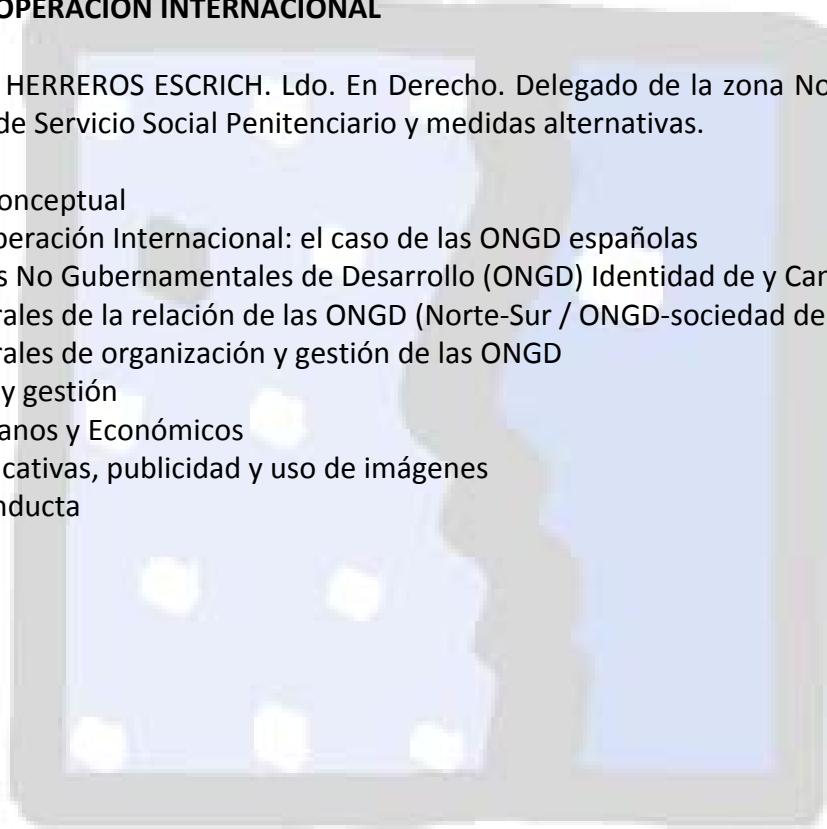 OPERACIÓN INTERNACIONAL
HERREROS ESCRICH. Ldo. En Derecho. Delegado de la zona No
de Servicio Social Penitenciario y medidas alternativas.
onceptual
peración Internacional: el caso de las ONGD españolas
s No Gubernamentales de Desarrollo (ONGD) Identidad de y Car
rales de la relación de las ONGD (Norte-Sur / ONGD-sociedad de
rales de organización y gestión de las ONGD
y gestión
anos y Económicos
icativas, publicidad y uso de imágenes
nducta